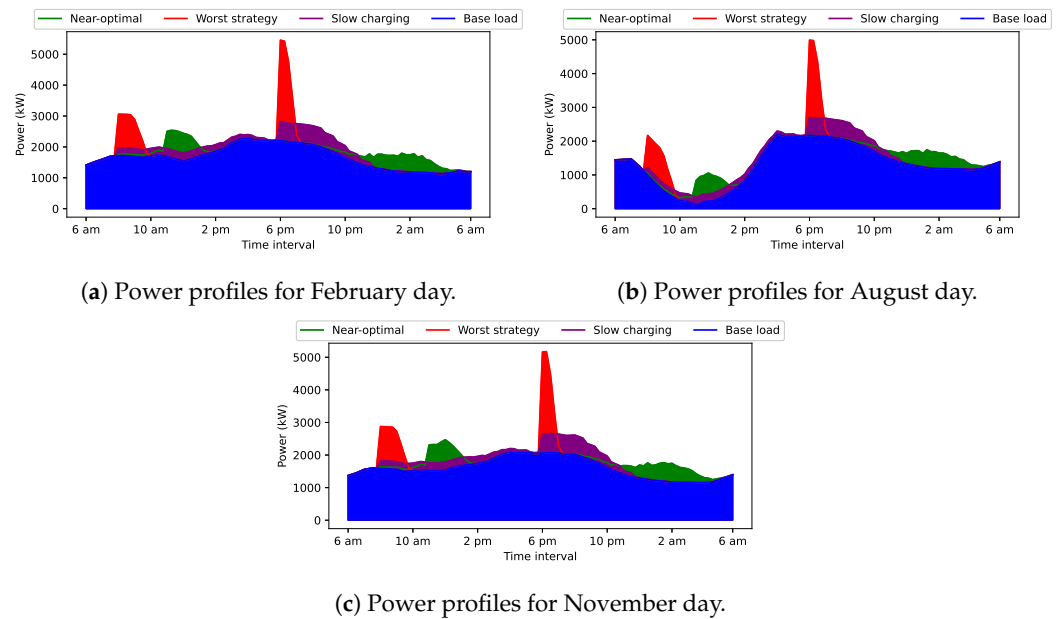 Near-optimal Worst strategy Slow charging Base load
5000
4000
3000
2000
1000
0
Power (kW)
6 am 10 am 2 pm 6 pm 10 pm 2 am 6 am
Time interval
(a) Power profiles for February day.
Near-optimal Worst strategy Slow charging Base load
5000
4000
3000
2000
1000
0
Power (kW)
6 am 10 am 2 pm 6 pm 10 pm 2 am 6 am
Time interval
(b) Power profiles for August day.
Near-optimal Worst strategy Slow charging Base load
5000
4000
3000
2000
1000
0
Power (kW)
6 am 10 am 2 pm 6 pm 10 pm 2 am 6 am
Time interval
(c) Power profiles for November day.